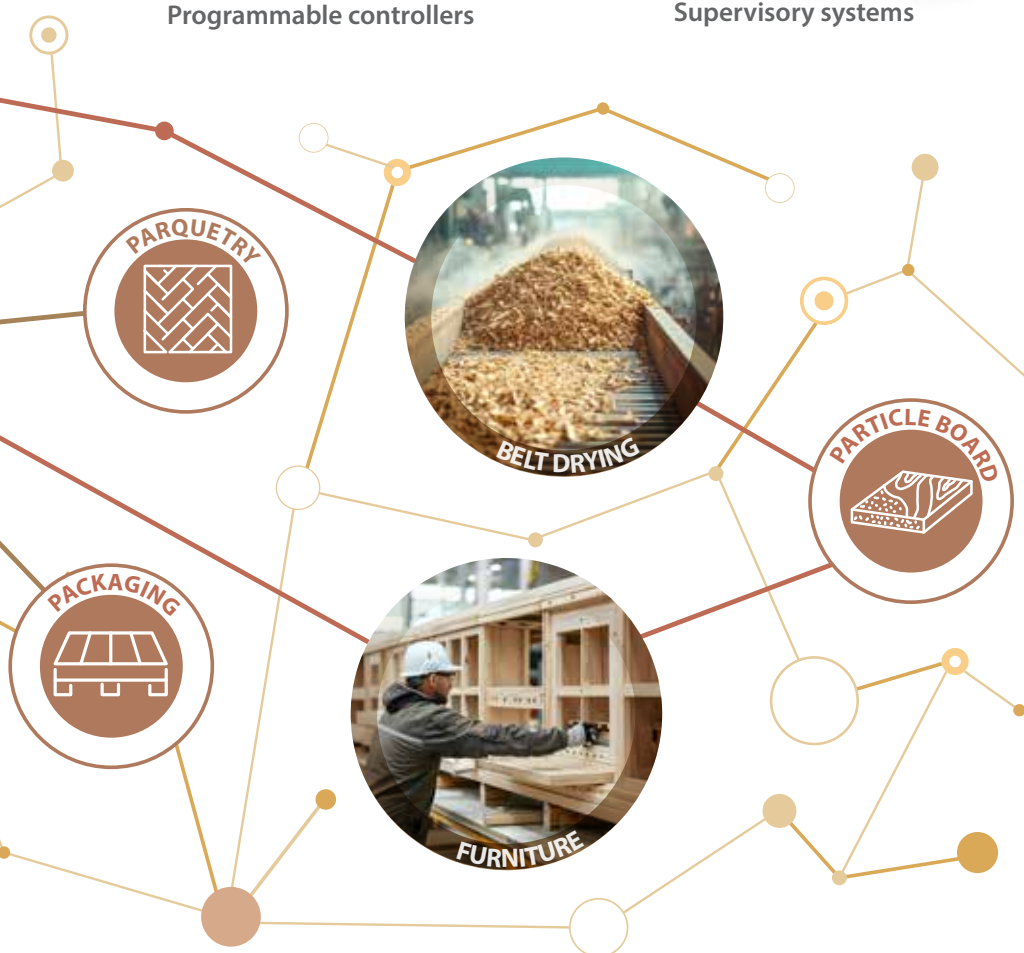 Programmable controllers
Supervisory systems
PARQUETRY
BELT DRYING
PARTICLE BOARD
PACKAGING
FURNITURE